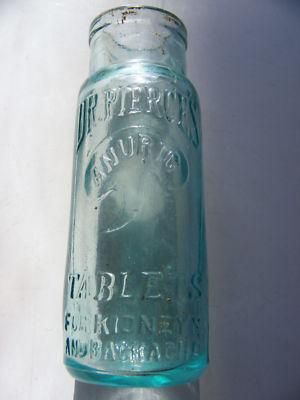 DR. PIERCE'S
ANURIC
TABLETS
FOR KIDNEYS
AND BACKACHE